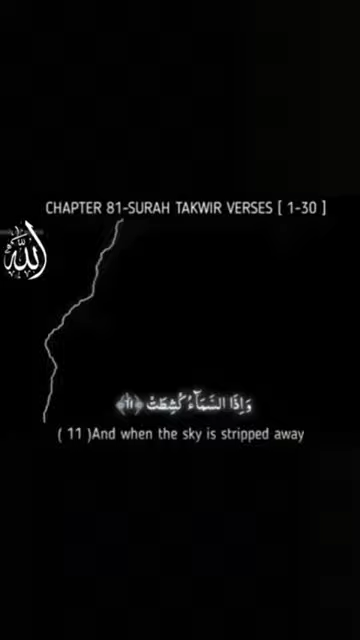 CHAPTER 81-SURAH TAKWIR VERSES [ 1-30 ]
الله
وَإِذَا السَّمَاءُ كُشِطَتْ ﴿١١﴾
( 11 )And when the sky is stripped away